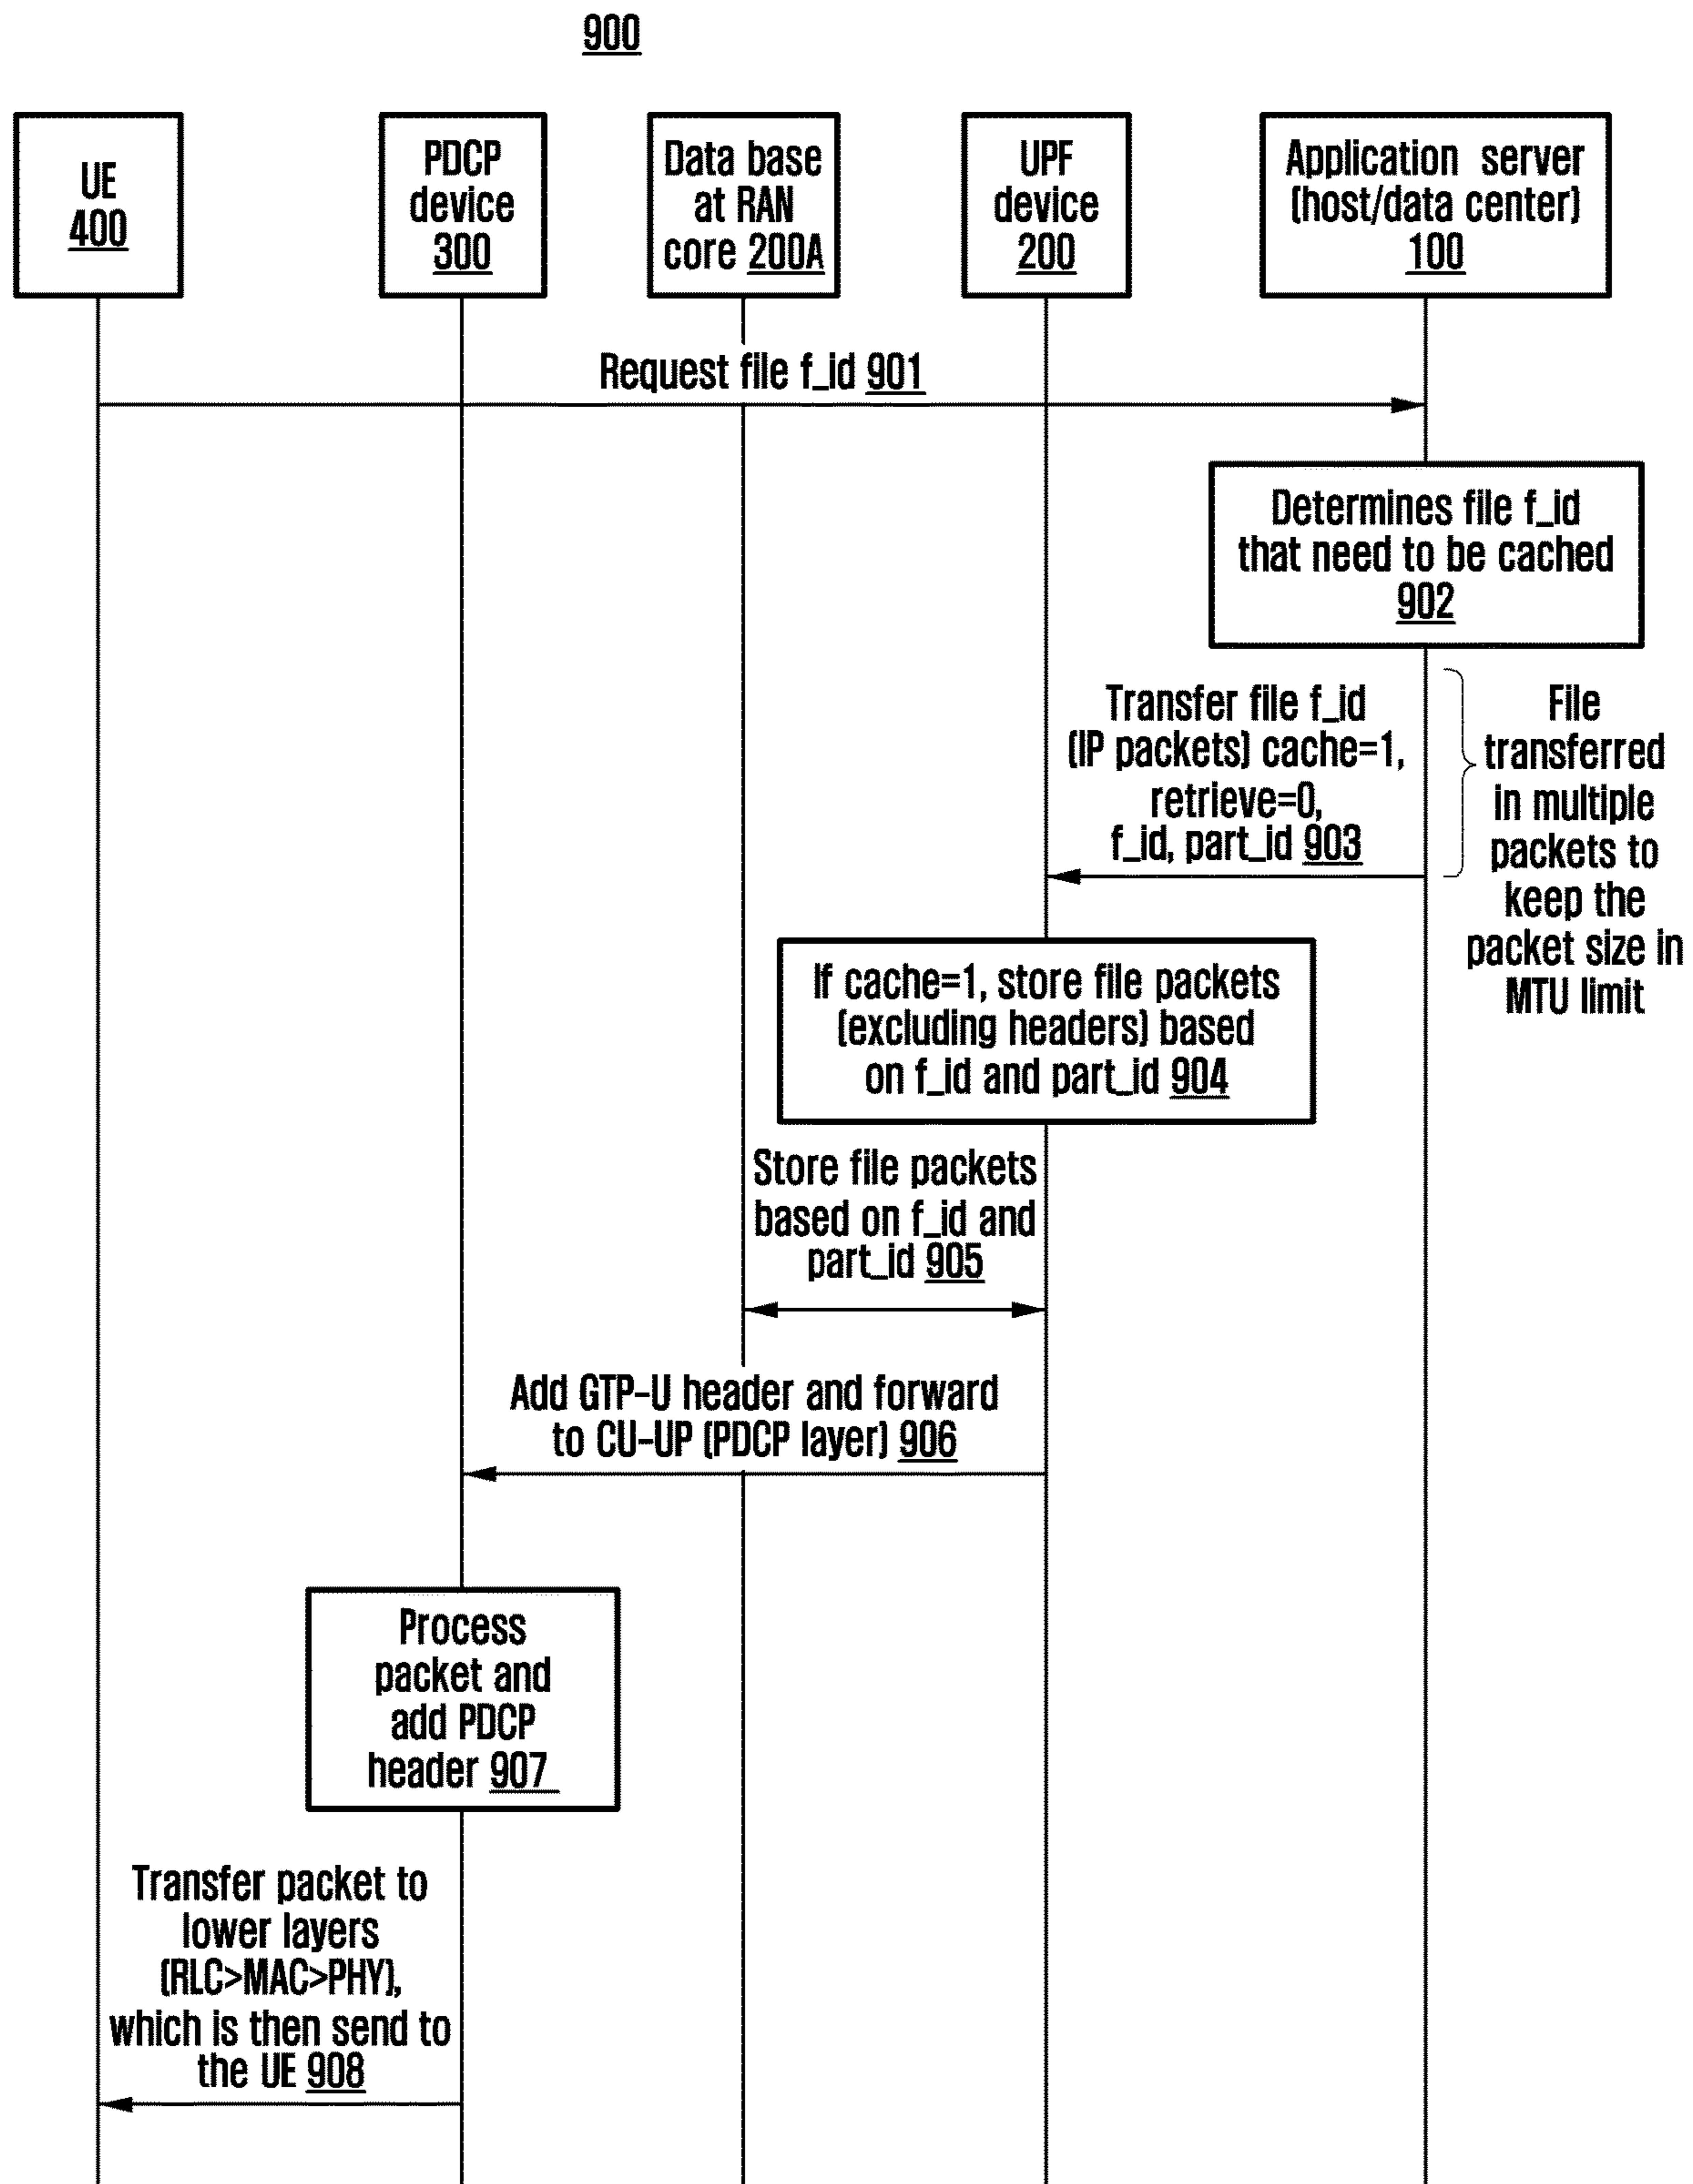 900
UE
400
PDCP
device
300
Data base
at RAN
core 200A
UPF
device
200
Application server
(host/data center)
100
Request file f_id 901
Determines file f_id
that need to be cached
902
Transfer file f_id
(IP packets) cache=1,
retrieve=0,
f_id, part_id 903
File
transferred
in multiple
packets to
keep the
packet size in
MTU limit
If cache=1, store file packets
(excluding headers) based
on f_id and part_id 904
Store file packets
based on f_id and
part_id 905
Add GTP-U header and forward
to CU-UP (PDCP layer) 906
Process
packet and
add PDCP
header 907
Transfer packet to
lower layers
(RLC>MAC>PHY),
which is then send to
the UE 908